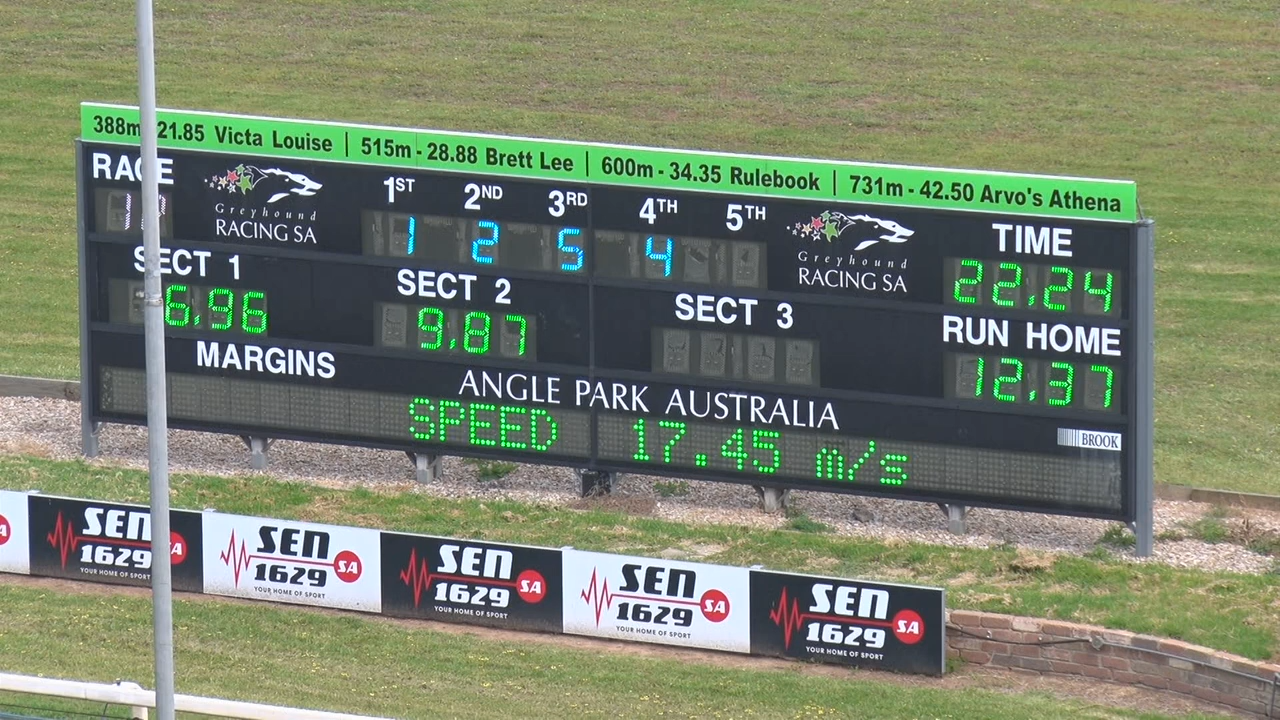 388m - 21.85 Victa Louise | 515m - 28.88 Brett Lee | 600m - 34.35 Rulebook | 731m - 42.50 Arvo's Athena
RACE
Greyhound
RACING SA
1ST 2ND 3RD 4TH 5TH
1 2 5 4
Greyhound
RACING SA
TIME
22.24
SECT 1
6.96
SECT 2
9.87
SECT 3
RUN HOME
12.37
MARGINS
ANGLE PARK AUSTRALIA
BROOK
SPEED 17.45 m/s
SEN
1629 SA
YOUR HOME OF SPORT
SEN
1629 SA
YOUR HOME OF SPORT
SEN
1629 SA
YOUR HOME OF SPORT
SEN
1629 SA
YOUR HOME OF SPORT
SEN
1629 SA
YOUR HOME OF SPORT